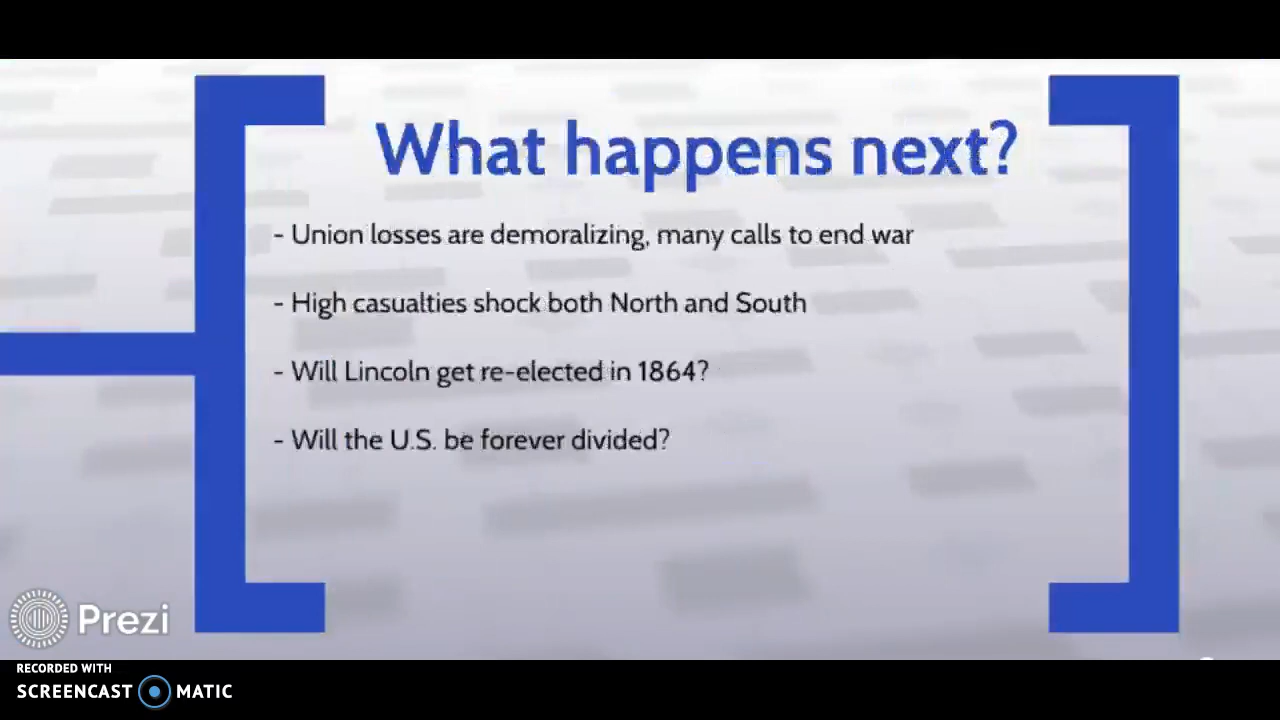 What happens next?
- Union losses are demoralizing, many calls to end war
- High casualties shock both North and South
- Will Lincoln get re-elected in 1864?
- Will the U.S. be forever divided?
Prezi
RECORDED WITH
SCREENCAST MATIC